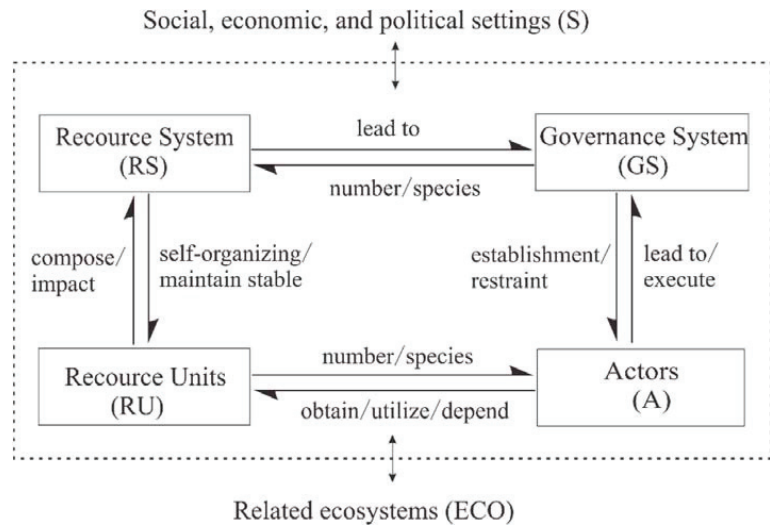 Social, economic, and political settings (S)
Recource System
(RS)
lead to
Governance System
(GS)
number/species
compose/
impact
self-organizing/
maintain stable
establishment/
restraint
lead to/
execute
Recource Units
(RU)
number/species
Actors
(A)
obtain/utilize/depend
Related ecosystems (ECO)